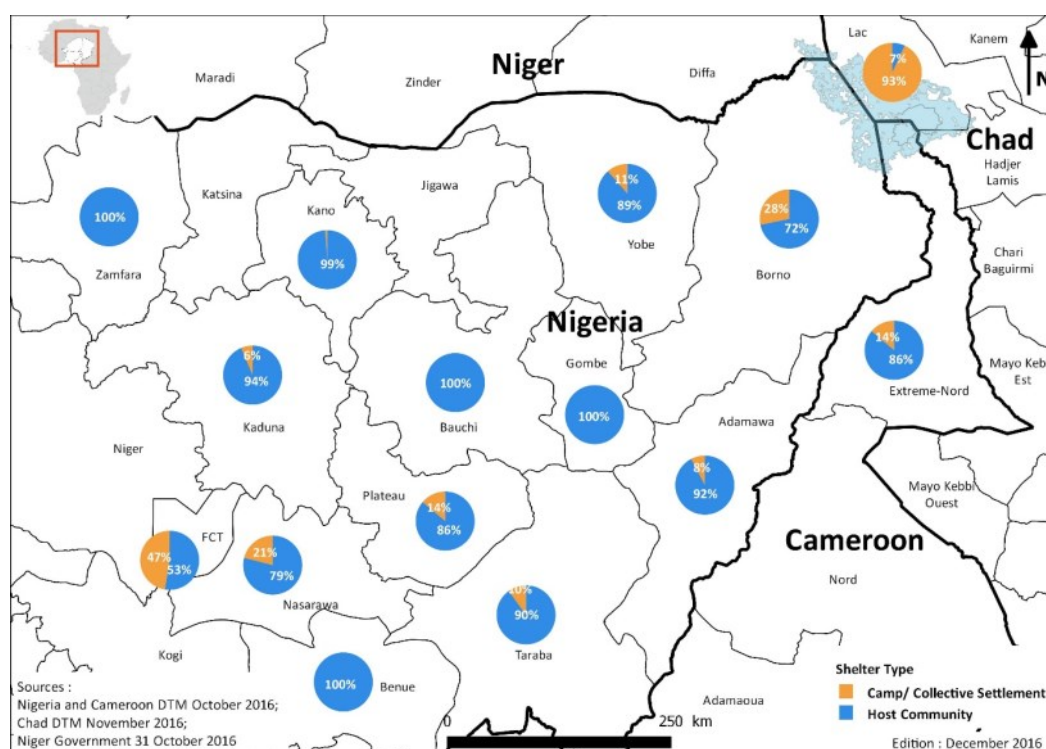 Lac
Kanem
N
7%
93%
Niger
Diffa
Maradi
Zinder
Chad
Hadjer
Lamis
Katsina
Jigawa
Kano
11%
89%
100%
28%
72%
99%
Yobe
Zamfara
Borno
Chari
Baguirmi
Nigeria
Gombe
14%
86%
6%
94%
100%
Mayo Keb
Est
Extreme-Nord
100%
Kaduna
Bauchi
Adamawa
Niger
8%
92%
Plateau
14%
86%
Mayo Kebbi
Ouest
FCT
47%
53%
21%
79%
Cameroon
Nord
Nasarawa
10%
90%
Taraba
Kogi
100%
Benue
Shelter Type
Camp/ Collective Settlement
Host Community
Adamaoua
Sources :
Nigeria and Cameroon DTM October 2016;
Chad DTM November 2016;
Niger Government 31 October 2016
0 250 km
Edition : December 2016